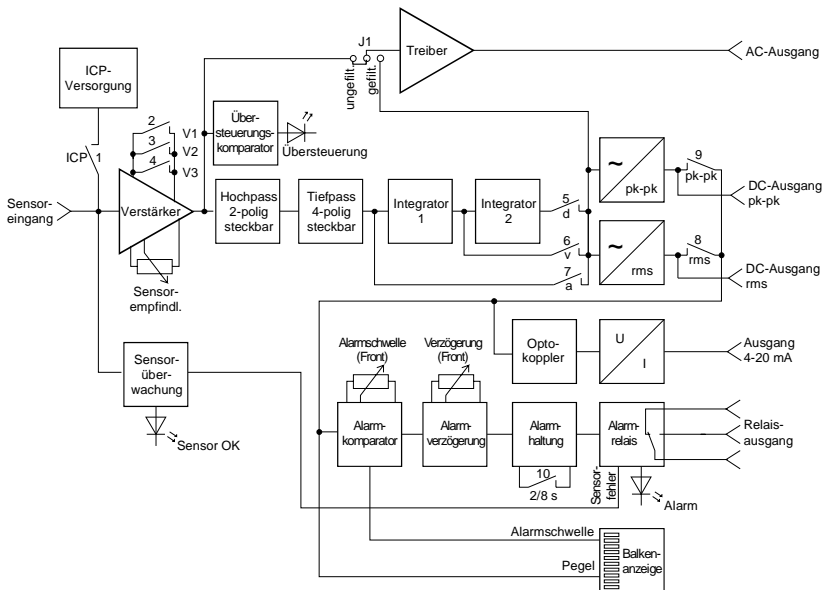 J1
Treiber
AC-Ausgang
ungefilt.
gefilt.
ICP-
Versorgung
ICP
1
2
V1
3
V2
4
V3
Über-
steuerungs-
komparator
Übersteuerung
Sensor-
eingang
Verstärker
Sensor-
empfindl.
Hochpass
2-polig
steckbar
Tiefpass
4-polig
steckbar
Integrator
1
Integrator
2
5
d
6
v
7
a
~
pk-pk
9
pk-pk
DC-Ausgang
pk-pk
~
rms
8
rms
DC-Ausgang
rms
Sensor-
über-
wachung
Sensor OK
Alarmschwelle
(Front)
Verzögerung
(Front)
Opto-
koppler
U
I
Ausgang
4-20 mA
Alarm-
komparator
Alarm-
verzögerung
Alarm-
haltung
10
2/8 s
Alarm-
relais
Sensor-
fehler
Relais-
ausgang
Alarm
Alarmschwelle
Pegel
Balken-
anzeige